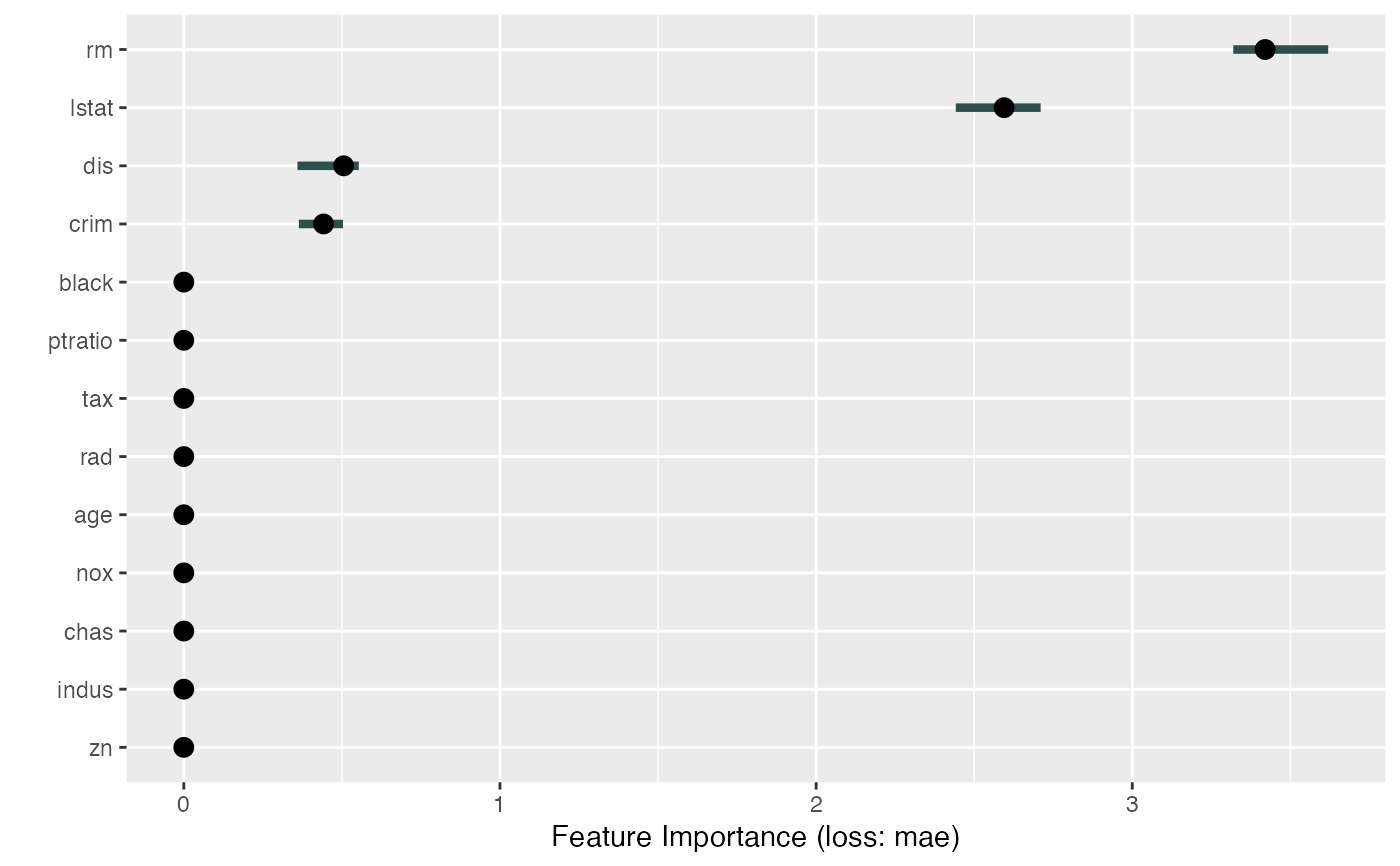 rm
lstat
dis
crim
black
ptratio
tax
rad
age
nox
chas
indus
zn
0 1 2 3
Feature Importance (loss: mae)